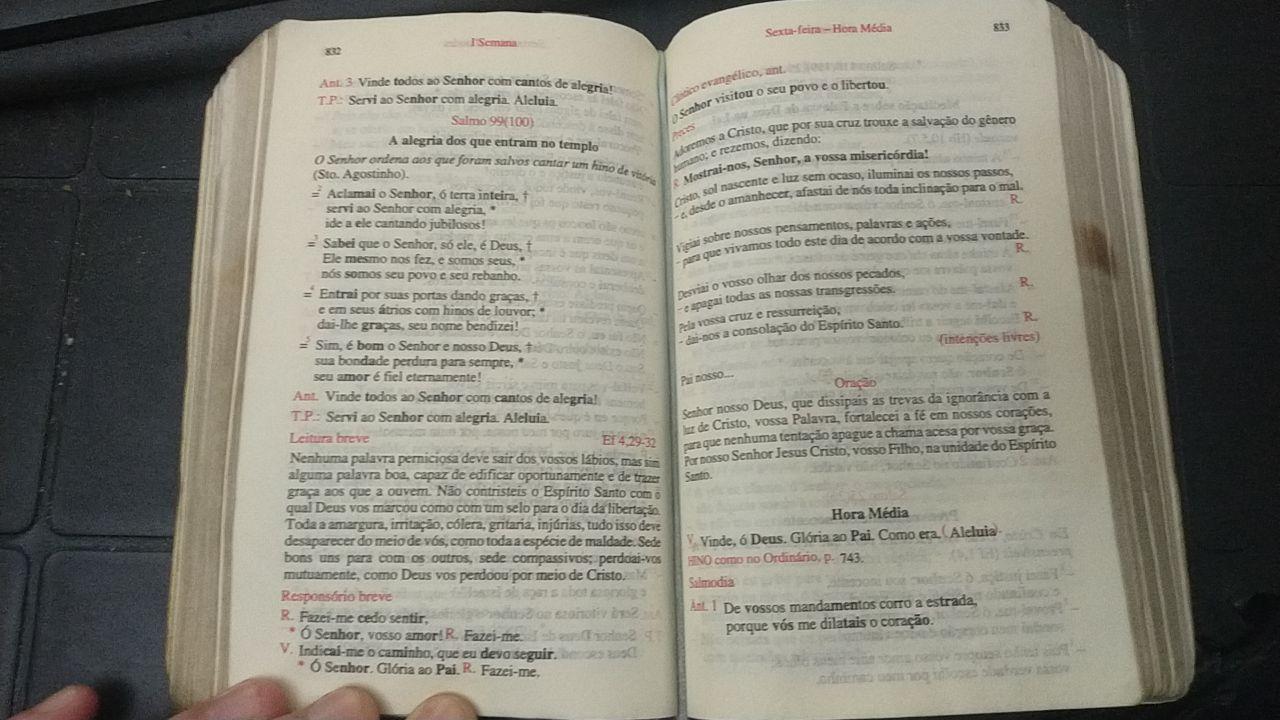 832
I Semana
Ant. 3 Vinde todos ao Senhor com cantos de alegria!
T.P.: Servi ao Senhor com alegria. Aleluia.
Salmo 99(100)
A alegria dos que entram no templo
O Senhor ordena aos que foram salvos cantar um hino de vitória
(Sto. Agostinho).
=² Aclamai o Senhor, ó terra inteira, †
servi ao Senhor com alegria, *
ide a ele cantando jubilosos!
=³ Sabei que o Senhor, só ele, é Deus, †
Ele mesmo nos fez, e somos seus, *
nós somos seu povo e seu rebanho.
=⁴ Entrai por suas portas dando graças, †
e em seus átrios com hinos de louvor; *
dai-lhe graças, seu nome bendizei!
=⁵ Sim, é bom o Senhor e nosso Deus, †
sua bondade perdura para sempre, *
seu amor é fiel eternamente!
Ant. Vinde todos ao Senhor com cantos de alegria!
T.P.: Servi ao Senhor com alegria. Aleluia.
Leitura breve Ef 4,29-32
Nenhuma palavra perniciosa deve sair dos vossos lábios, mas sim
alguma palavra boa, capaz de edificar oportunamente e de trazer
graça aos que a ouvem. Não contristeis o Espírito Santo com o
qual Deus vos marcou como com um selo para o dia da libertação.
Toda a amargura, irritação, cólera, gritaria, injúrias, tudo isso deve
desaparecer do meio de vós, como toda a espécie de maldade. Sede
bons uns para com os outros, sede compassivos; perdoai-vos
mutuamente, como Deus vos perdoou por meio de Cristo.
Responsório breve
R. Fazei-me cedo sentir,
* Ó Senhor, vosso amor! R. Fazei-me.
V. Indicai-me o caminho, que eu devo seguir.
* Ó Senhor. Glória ao Pai. R. Fazei-me.
Sexta-feira – Hora Média
833
Cântico evangélico, ant.
O Senhor visitou o seu povo e o libertou.
Preces
Adoremos a Cristo, que por sua cruz trouxe a salvação do gênero
humano; e rezemos, dizendo:
R. Mostrai-nos, Senhor, a vossa misericórdia!
Cristo, sol nascente e luz sem ocaso, iluminai os nossos passos,
– e, desde o amanhecer, afastai de nós toda inclinação para o mal.
R.
Vigiai sobre nossos pensamentos, palavras e ações,
– para que vivamos todo este dia de acordo com a vossa vontade.
R.
Desviai o vosso olhar dos nossos pecados,
– e apagai todas as nossas transgressões. R.
Pela vossa cruz e ressurreição,
– dai-nos a consolação do Espírito Santo. R.
(intenções livres)
Pai nosso...
Oração
Senhor nosso Deus, que dissipais as trevas da ignorância com a
luz de Cristo, vossa Palavra, fortalecei a fé em nossos corações,
para que nenhuma tentação apague a chama acesa por vossa graça.
Por nosso Senhor Jesus Cristo, vosso Filho, na unidade do Espírito
Santo.
Hora Média
V. Vinde, ó Deus. Glória ao Pai. Como era. (Aleluia).
HINO como no Ordinário, p. 743.
Salmodia
Ant. 1 De vossos mandamentos corro a estrada,
porque vós me dilatais o coração.